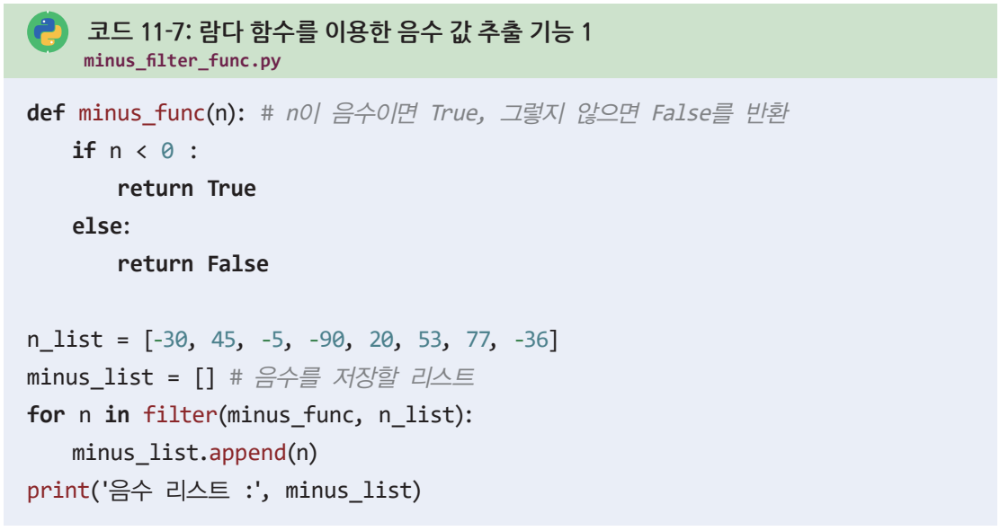 코드 11-7: 람다 함수를 이용한 음수 값 추출 기능 1
minus_filter_func.py
def minus_func(n): # n이 음수이면 True, 그렇지 않으면 False를 반환
    if n < 0 :
        return True
    else:
        return False
n_list = [-30, 45, -5, -90, 20, 53, 77, -36]
minus_list = [] # 음수를 저장할 리스트
for n in filter(minus_func, n_list):
    minus_list.append(n)
print('음수 리스트 :', minus_list)